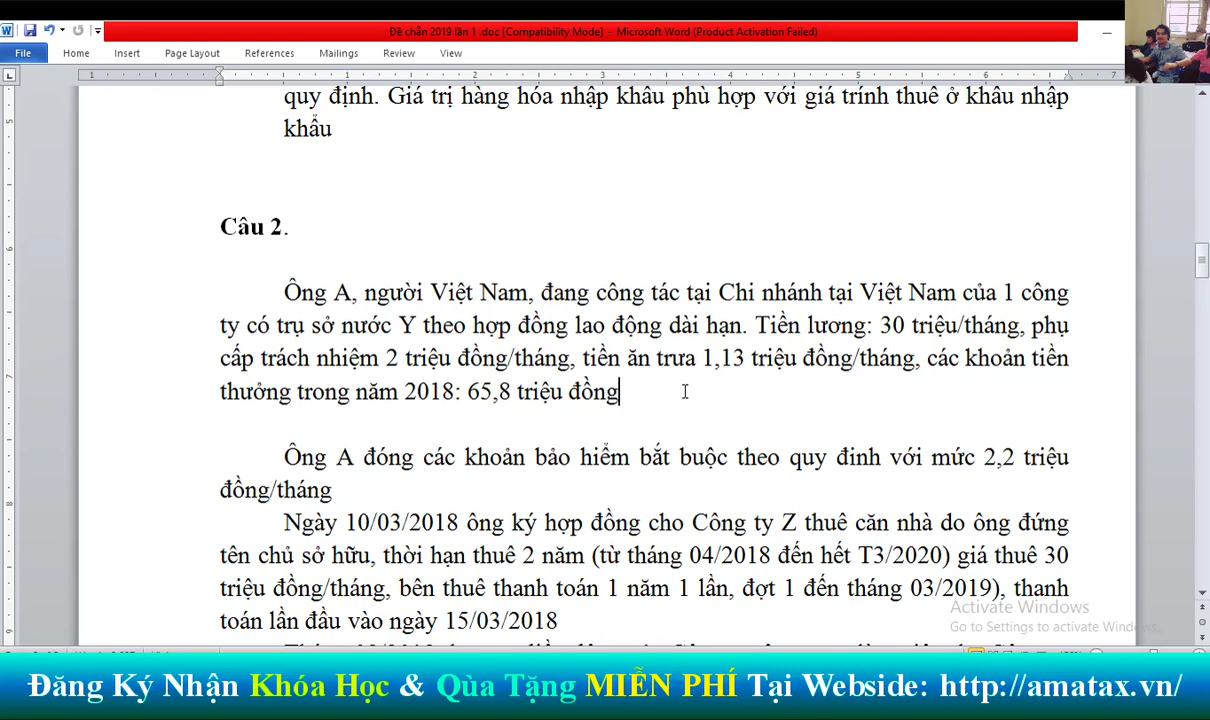 Đề chẵn 2019 lần 1 .doc [Compatibility Mode] - Microsoft Word (Product Activation Failed)
File Home Insert Page Layout References Mailings Review View
1 1 2 3 4 5 6 7
quy định. Giá trị hàng hóa nhập khâu phù hợp với giá trính thuê ở khâu nhập
khẩu
Câu 2.
Ông A, người Việt Nam, đang công tác tại Chi nhánh tại Việt Nam của 1 công
ty có trụ sở nước Y theo hợp đồng lao động dài hạn. Tiền lương: 30 triệu/tháng, phụ
cấp trách nhiệm 2 triệu đồng/tháng, tiền ăn trưa 1,13 triệu đồng/tháng, các khoản tiền
thưởng trong năm 2018: 65,8 triệu đồng
Ông A đóng các khoản bảo hiểm bắt buộc theo quy đinh với mức 2,2 triệu
đồng/tháng
Ngày 10/03/2018 ông ký hợp đồng cho Công ty Z thuê căn nhà do ông đứng
tên chủ sở hữu, thời hạn thuê 2 năm (từ tháng 04/2018 đến hết T3/2020) giá thuê 30
triệu đồng/tháng, bên thuê thanh toán 1 năm 1 lần, đợt 1 đến tháng 03/2019), thanh
toán lần đầu vào ngày 15/03/2018
Activate Windows
Go to Settings to activate Windows.
Đăng Ký Nhận Khóa Học & Qùa Tặng MIỄN PHÍ Tại Webside: http://amatax.vn/